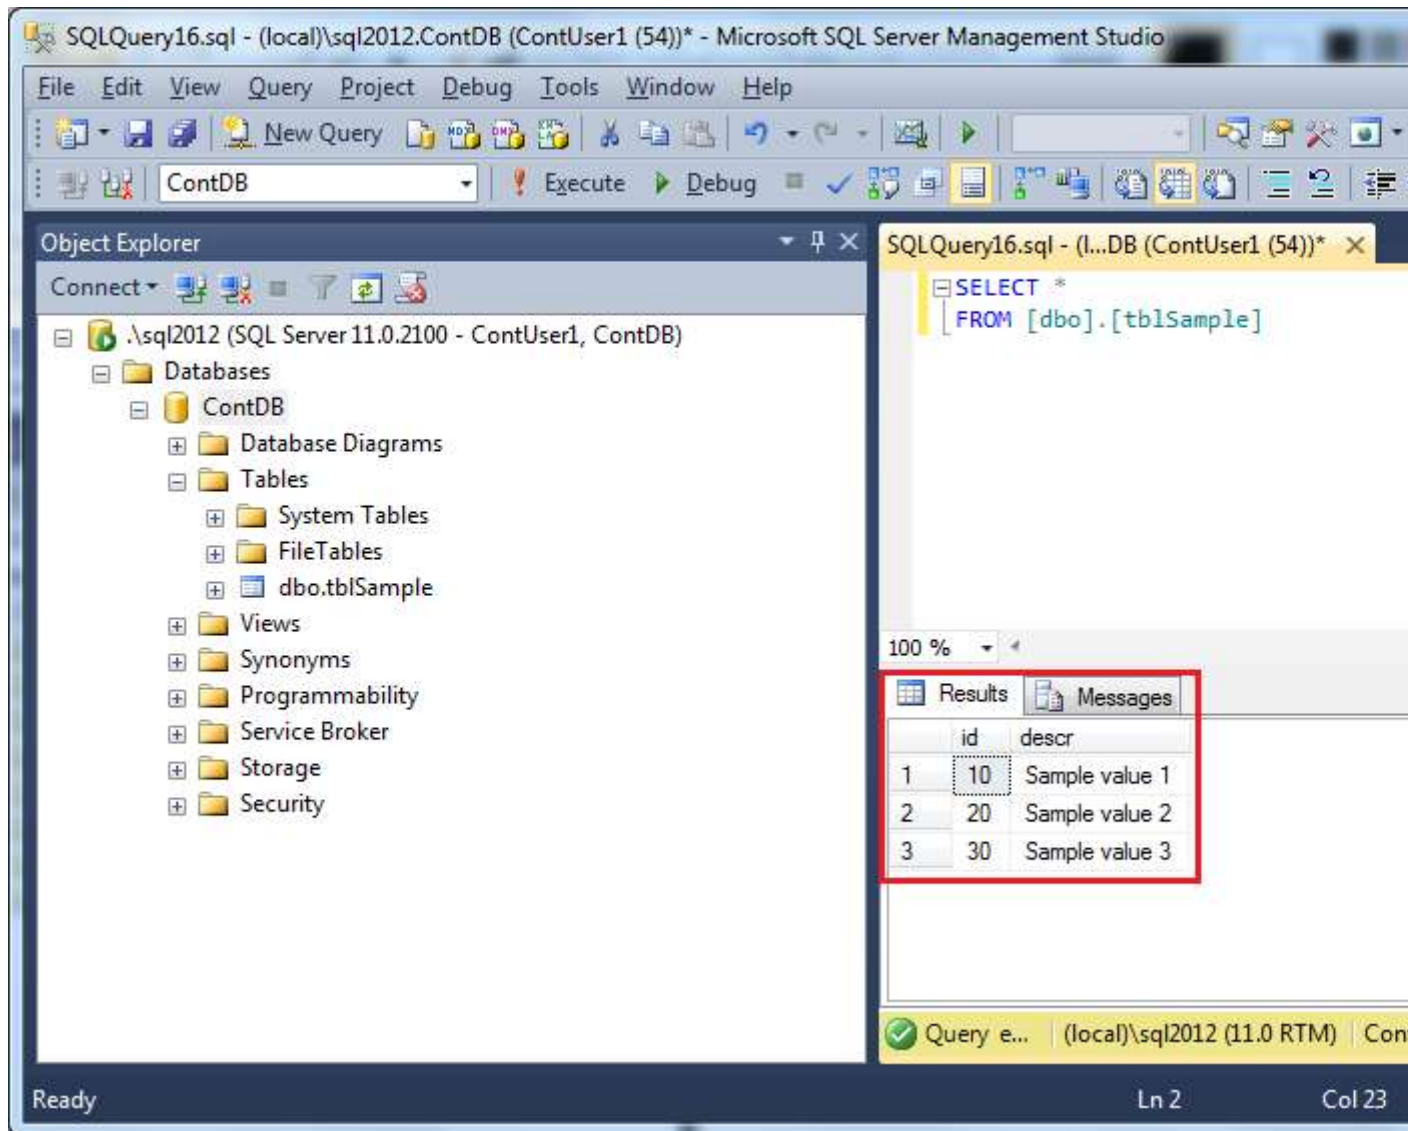 SQLQuery16.sql - (local)\sql2012.ContDB (ContUser1 (54))* - Microsoft SQL Server Management Studio
File Edit View Query Project Debug Tools Window Help
New Query
ContDB Execute Debug
Object Explorer
Connect
.\sql2012 (SQL Server 11.0.2100 - ContUser1, ContDB)
Databases
ContDB
Database Diagrams
Tables
System Tables
FileTables
dbo.tblSample
Views
Synonyms
Programmability
Service Broker
Storage
Security
SQLQuery16.sql - (l...DB (ContUser1 (54))*
SELECT *
FROM [dbo].[tblSample]
100 %
Results Messages
id descr
1 10 Sample value 1
2 20 Sample value 2
3 30 Sample value 3
Query e... (local)\sql2012 (11.0 RTM) Con
Ready Ln 2 Col 23